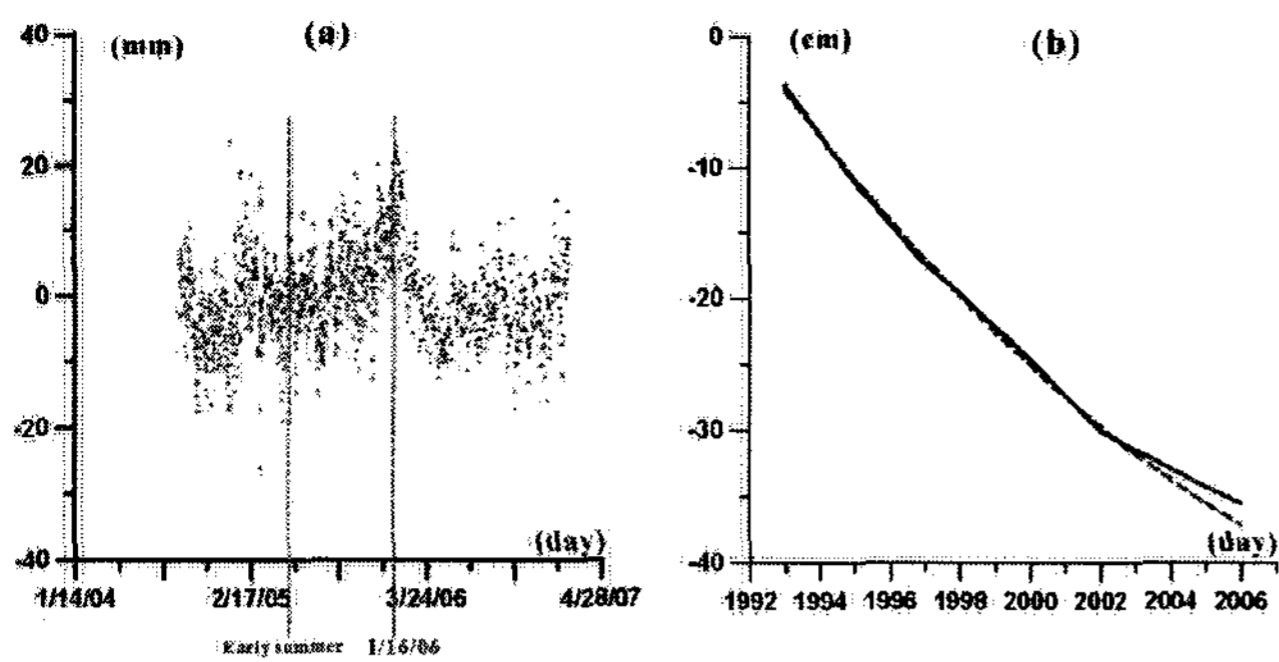 (a)
(mm)
40
20
0
-20
-40
(day)
1/14/04 2/17/05 3/24/06 4/28/07
Early summer 1/16/06
(b)
(cm)
0
-10
-20
-30
-40
(day)
1992 1994 1996 1998 2000 2002 2004 2006